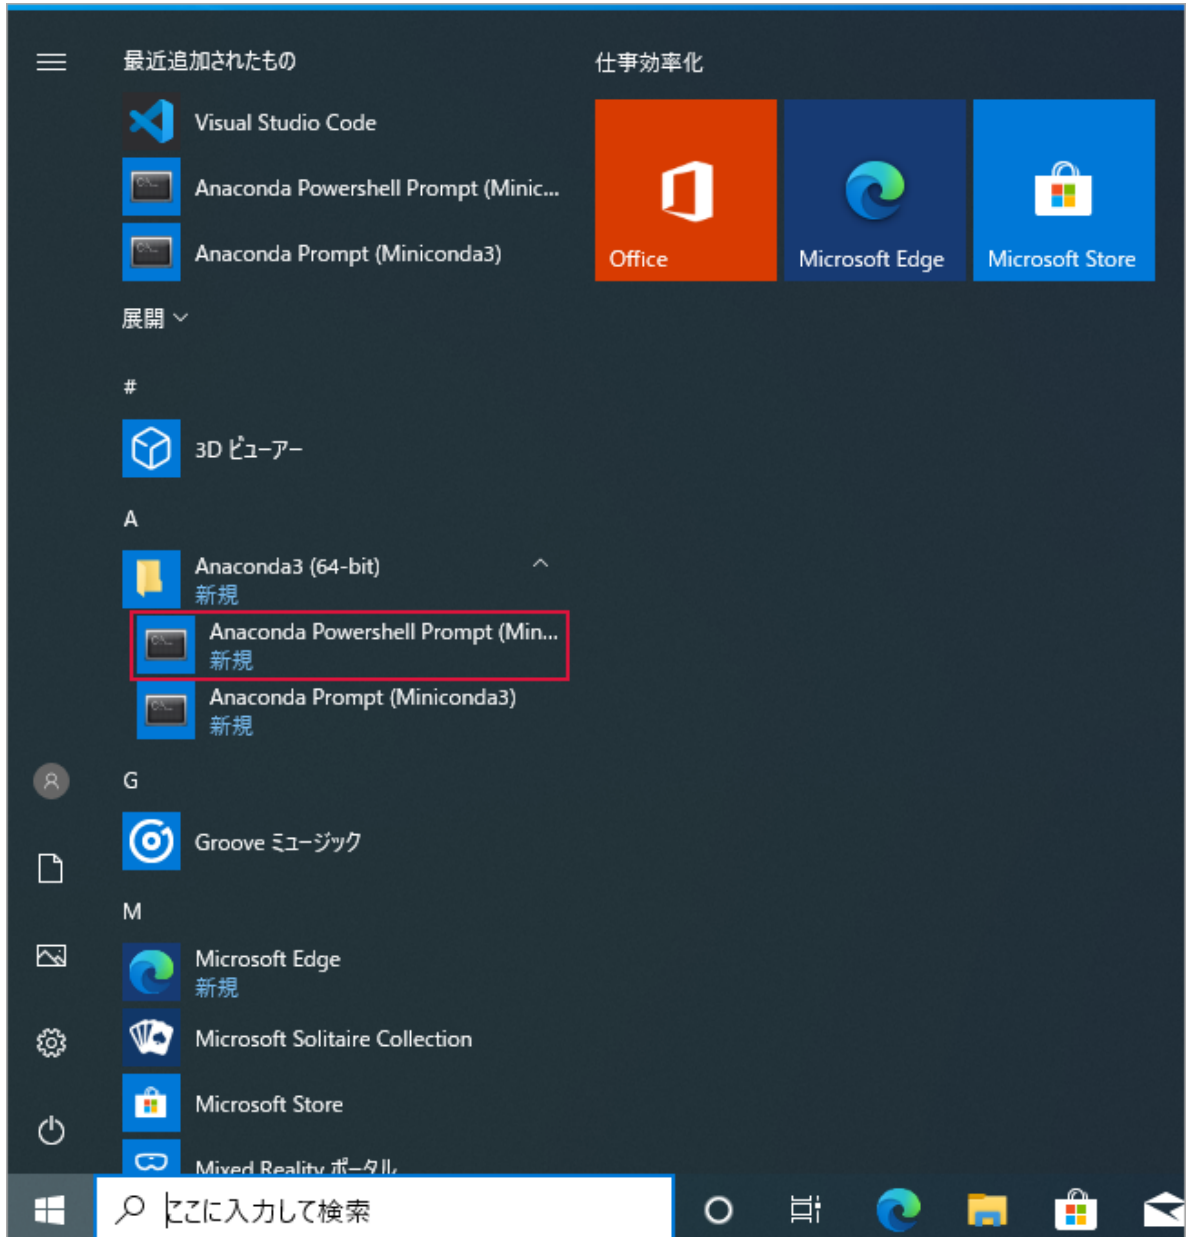 最近追加されたもの
Visual Studio Code
Anaconda Powershell Prompt (Minic...
Anaconda Prompt (Miniconda3)
展開
#
3D ビューアー
A
Anaconda3 (64-bit)
新規
Anaconda Powershell Prompt (Min...
新規
Anaconda Prompt (Miniconda3)
新規
G
Groove ミュージック
M
Microsoft Edge
新規
Microsoft Solitaire Collection
Microsoft Store
Mixed Reality ポータル
仕事効率化
Office
Microsoft Edge
Microsoft Store
ここに入力して検索